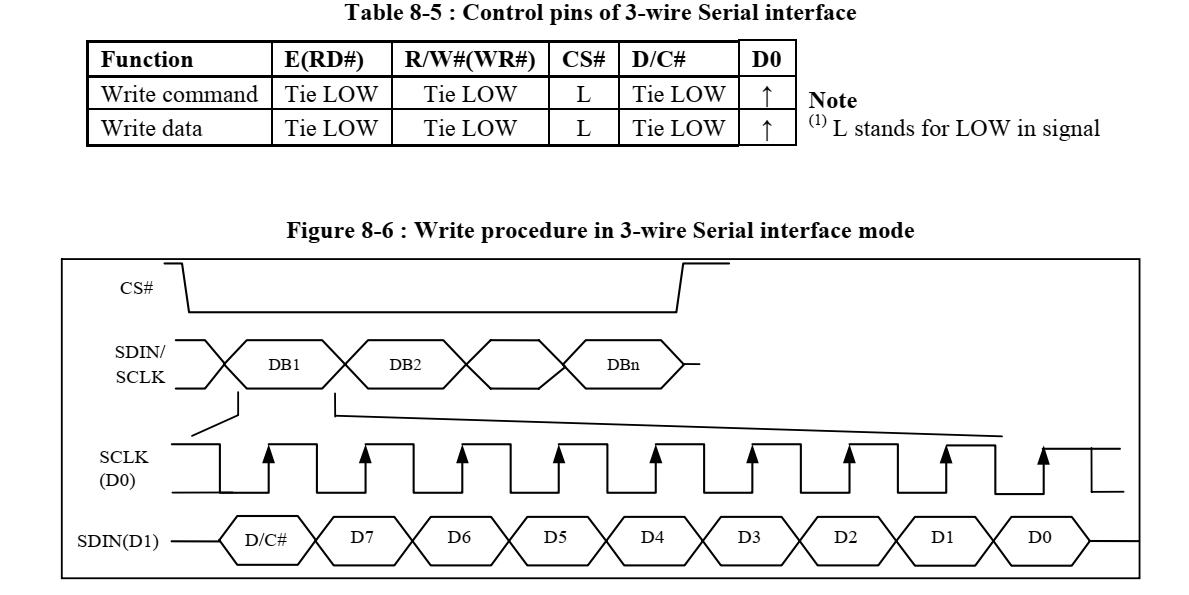 Table 8-5 : Control pins of 3-wire Serial interface
Function E(RD#) R/W#(WR#) CS# D/C# D0
Write command Tie LOW Tie LOW L Tie LOW ↑
Write data Tie LOW Tie LOW L Tie LOW ↑
Note
(1) L stands for LOW in signal
Figure 8-6 : Write procedure in 3-wire Serial interface mode
CS#
SDIN/
SCLK
DB1 DB2 DBn
SCLK
(D0)
SDIN(D1) D/C# D7 D6 D5 D4 D3 D2 D1 D0